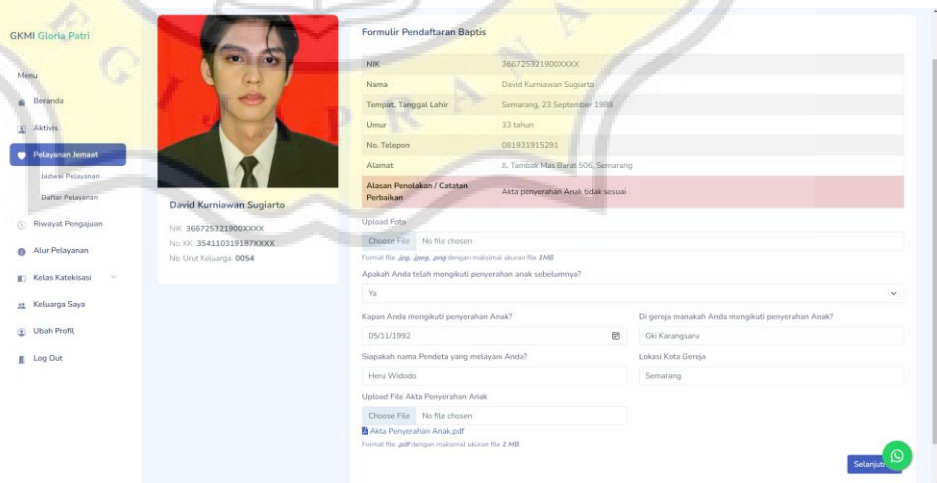 GKMI Gloria Patri
Menu
Beranda
Aktivis
Pelayanan Jemaat
Jadwal Pelayanan
Daftar Pelayanan
Riwayat Pengajuan
Alur Pelayanan
Kelas Katekisasi
Keluarga Saya
Ubah Profil
Log Out
David Kurniawan Sugiarto
NIK 366725321900XXXX
No. KK 354110319187XXXX
No. Urut Keluarga 0054
Formulir Pendaftaran Baptis
NIK 366725321900XXXX
Nama David Kurniawan Sugiarto
Tempat, Tanggal Lahir Semarang, 23 September 1988
Umur 33 tahun
No. Telepon 081931915291
Alamat Jl. Tambak Mas Barat 506, Semarang
Alasan Penolakan / Catatan Perbaikan Akta penyerahan Anak tidak sesuai
Upload Foto
Choose File No file chosen
Format file .jpg, .jpeg, .png dengan maksimal ukuran file 1MB
Apakah Anda telah mengikuti penyerahan anak sebelumnya?
Ya
Kapan Anda mengikuti penyerahan Anak? Di gereja manakah Anda mengikuti penyerahan Anak?
05/11/1992 Gki Karangsaru
Siapakah nama Pendeta yang melayani Anda? Lokasi Kota Gereja
Heru Widodo Semarang
Upload File Akta Penyerahan Anak
Choose File No file chosen
Akta Penyerahan Anak.pdf
Format file .pdf dengan maksimal ukuran file 1 MB